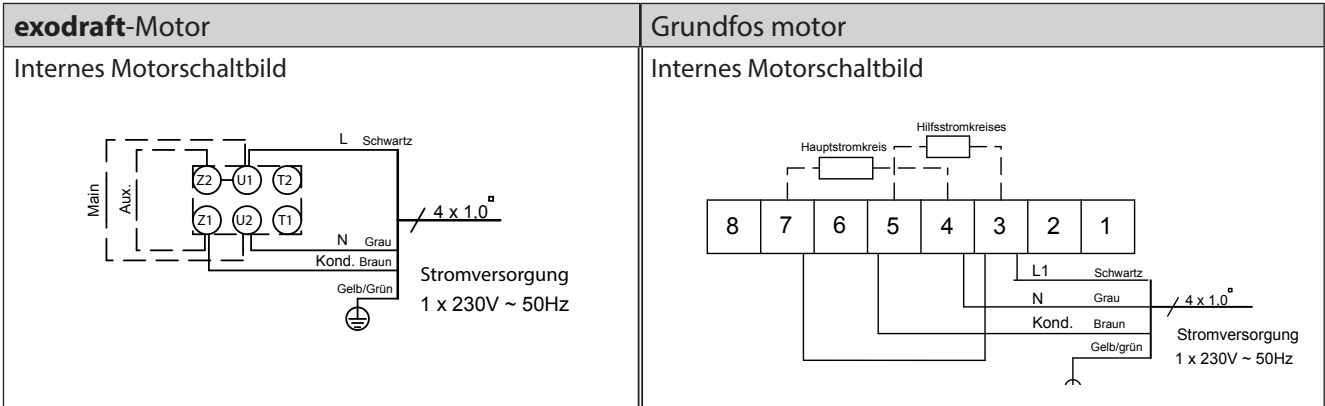 exodraft-Motor
Internes Motorschaltbild
L Schwartz
Main
Aux.
Z2 U1 T2
Z1 U2 T1
4 x 1,0
N Grau
Kond. Braun
Gelb/Grün
Stromversorgung
1 x 230V ~ 50Hz
Grundfos motor
Internes Motorschaltbild
Hilfsstromkreises
Hauptstromkreis
8 7 6 5 4 3 2 1
L1 Schwartz
N Grau
4 x 1,0
Kond. Braun
Gelb/grün
Stromversorgung
1 x 230V ~ 50Hz